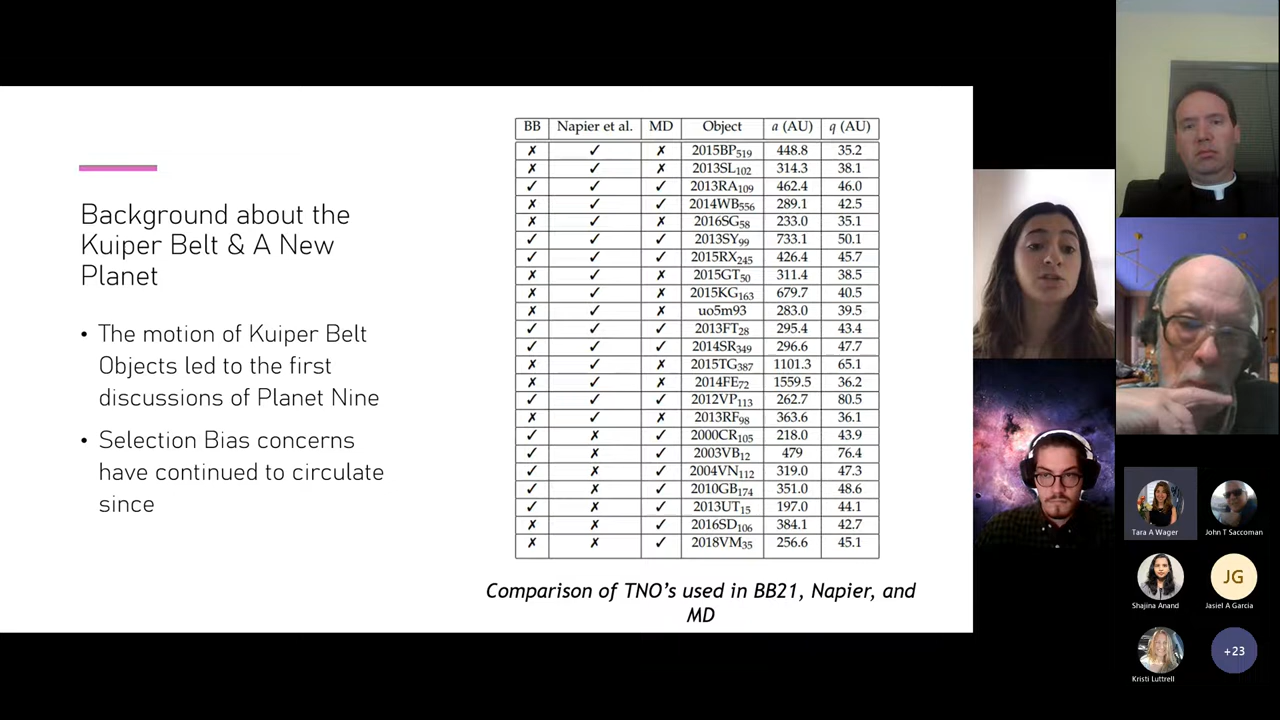 Background about the
Kuiper Belt & A New
Planet
• The motion of Kuiper Belt
Objects led to the first
discussions of Planet Nine
• Selection Bias concerns
have continued to circulate
since
BB Napier et al. MD Object a (AU) q (AU)
✗ ✓ ✗ 2015BP519 448.8 35.2
✗ ✓ ✗ 2013SL102 314.3 38.1
✓ ✓ ✓ 2013RA109 462.4 46.0
✗ ✓ ✓ 2014WB556 289.1 42.5
✗ ✓ ✗ 2016SG58 233.0 35.1
✓ ✓ ✓ 2013SY99 733.1 50.1
✓ ✓ ✓ 2015RX245 426.4 45.7
✗ ✓ ✗ 2015GT50 311.4 38.5
✗ ✓ ✗ 2015KG163 679.7 40.5
✗ ✓ ✗ uo5m93 283.0 39.5
✓ ✓ ✓ 2013FT28 295.4 43.4
✓ ✓ ✓ 2014SR349 296.6 47.7
✗ ✓ ✗ 2015TG387 1101.3 65.1
✗ ✓ ✗ 2014FE72 1559.5 36.2
✓ ✓ ✓ 2012VP113 262.7 80.5
✗ ✓ ✗ 2013RF98 363.6 36.1
✓ ✗ ✓ 2000CR105 218.0 43.9
✓ ✗ ✓ 2003VB12 479 76.4
✓ ✗ ✓ 2004VN112 319.0 47.3
✓ ✗ ✓ 2010GB174 351.0 48.6
✓ ✗ ✓ 2013UT15 197.0 44.1
✗ ✗ ✓ 2016SD106 384.1 42.7
✗ ✗ ✓ 2018VM35 256.6 45.1
Comparison of TNO's used in BB21, Napier, and
MD
Tara A Wager
John T Saccoman
JG
Shajina Anand
Jasiel A Garcia
+23
Kristi Luttrell